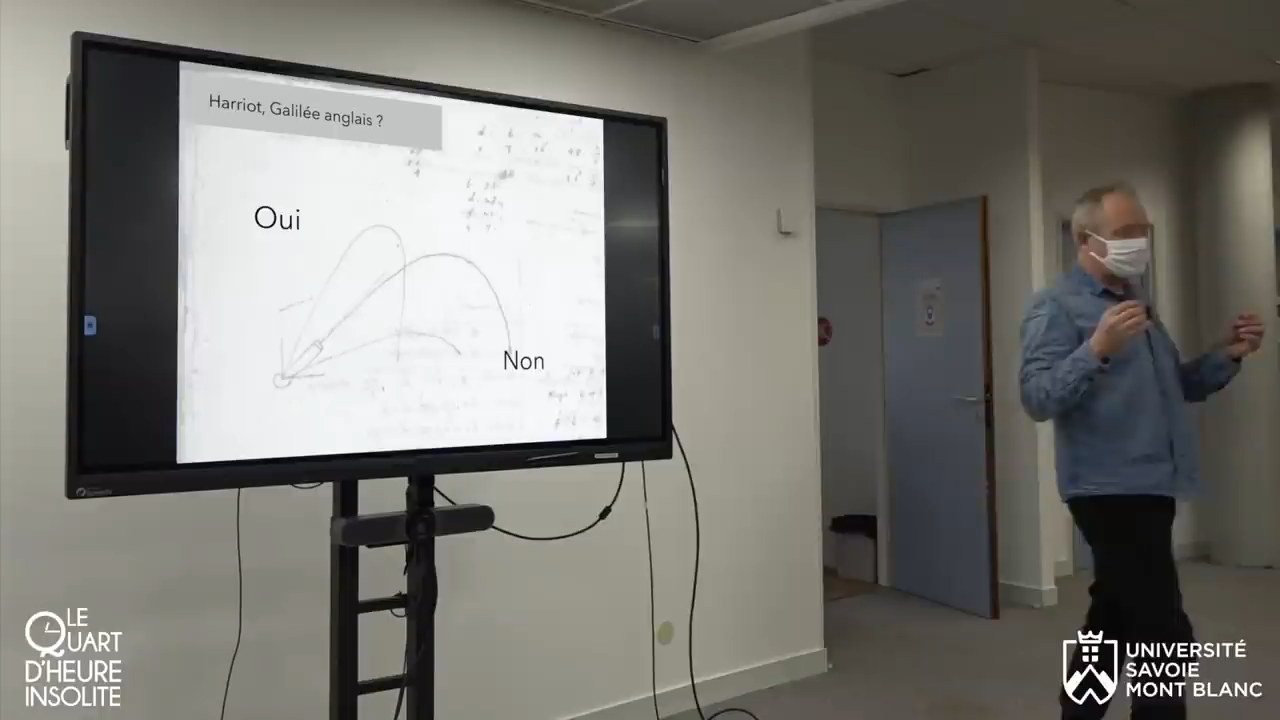 Harriot, Galilée anglais ?
Oui
Non
LE
QUART
D'HEURE
INSOLITE
UNIVERSITÉ
SAVOIE
MONT BLANC